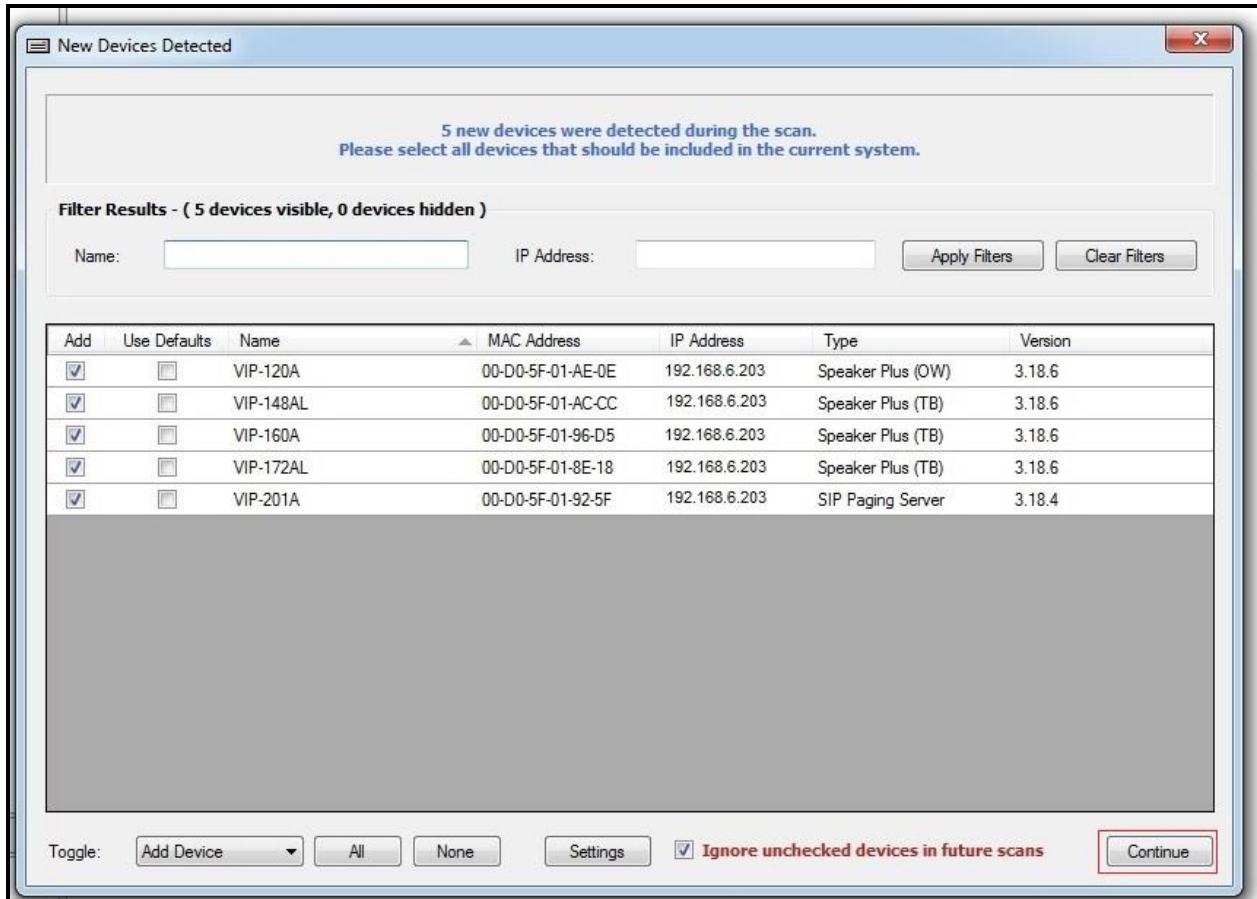 New Devices Detected
5 new devices were detected during the scan.
Please select all devices that should be included in the current system.
Filter Results - ( 5 devices visible, 0 devices hidden )
Name: IP Address: Apply Filters Clear Filters
Add Use Defaults Name MAC Address IP Address Type Version
VIP-120A 00-D0-5F-01-AE-0E 192.168.6.203 Speaker Plus (OW) 3.18.6
VIP-148AL 00-D0-5F-01-AC-CC 192.168.6.203 Speaker Plus (TB) 3.18.6
VIP-160A 00-D0-5F-01-96-D5 192.168.6.203 Speaker Plus (TB) 3.18.6
VIP-172AL 00-D0-5F-01-8E-18 192.168.6.203 Speaker Plus (TB) 3.18.6
VIP-201A 00-D0-5F-01-92-5F 192.168.6.203 SIP Paging Server 3.18.4
Toggle: Add Device All None Settings Ignore unchecked devices in future scans Continue